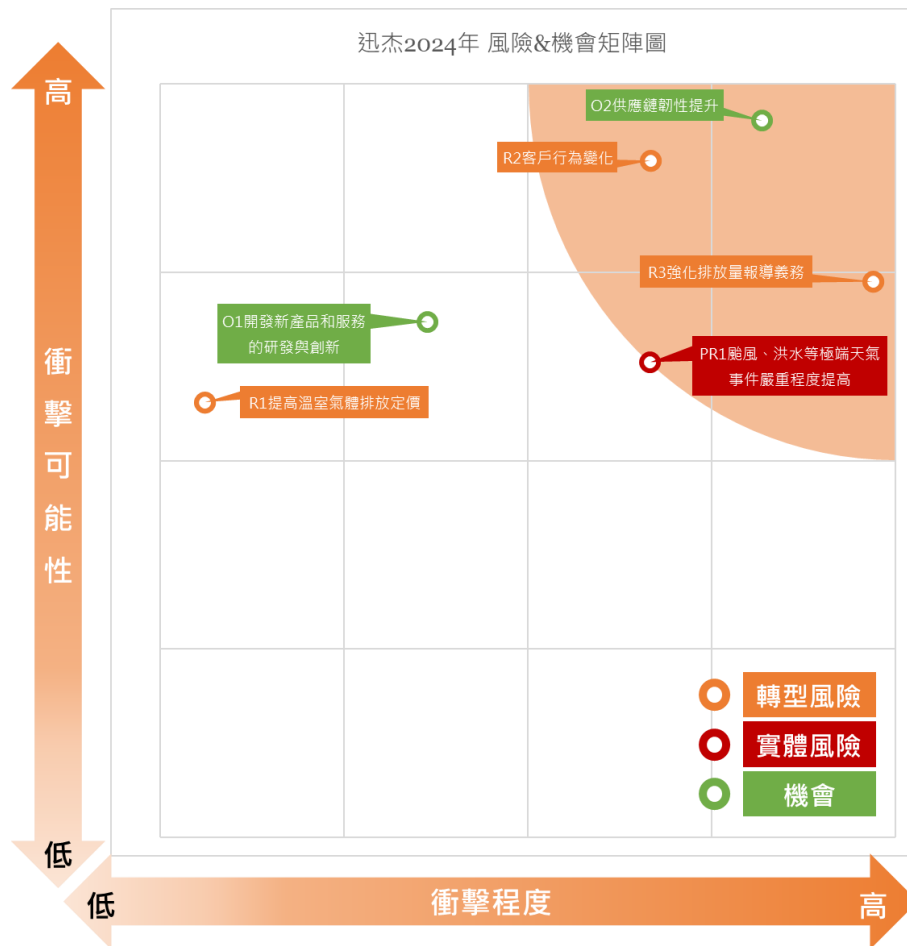 迅杰2024年 風險&機會矩陣圖
高
衝擊可能性
低
O2供應鏈韌性提升
R2客戶行為變化
R3強化排放量報導義務
O1開發新產品和服務
的研發與創新
PR1颱風、洪水等極端天氣
事件嚴重程度提高
R1提高溫室氣體排放定價
轉型風險
實體風險
機會
低
衝擊程度
高